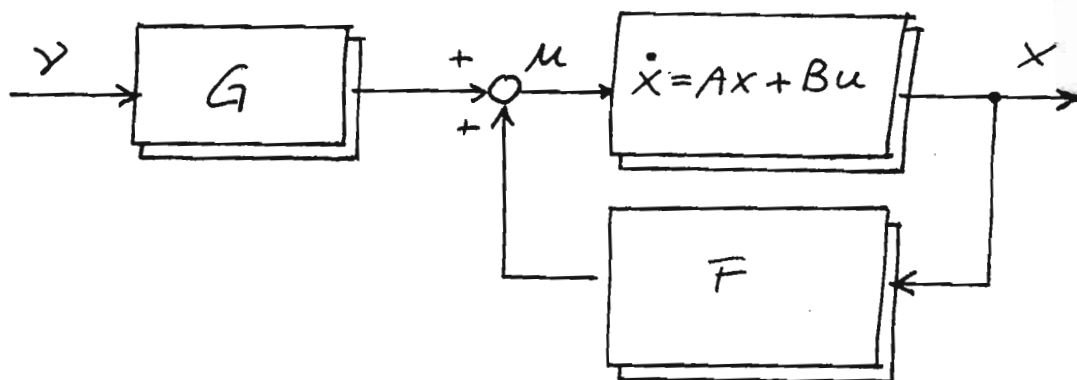 ν
G
+
+
u
ẋ = Ax + Bu
x
F